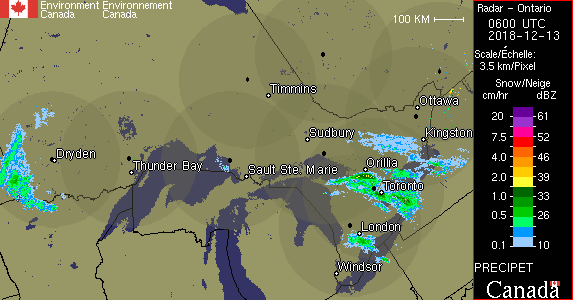 Environment Environnement
Canada Canada
100 KM
Timmins
Ottawa
Sudbury
Kingston
Dryden
Thunder Bay
Sault Ste. Marie
Orillia
Toronto
London
Windsor
Radar - Ontario
0600 UTC
2018-12-13
Scale/Échelle:
3.5 km/Pixel
Snow/Neige
cm/hr dBZ
20 61
7.5 52
4.0 46
2.0 39
1.0 33
0.5 26
0.1 10
PRECIPET
Canada